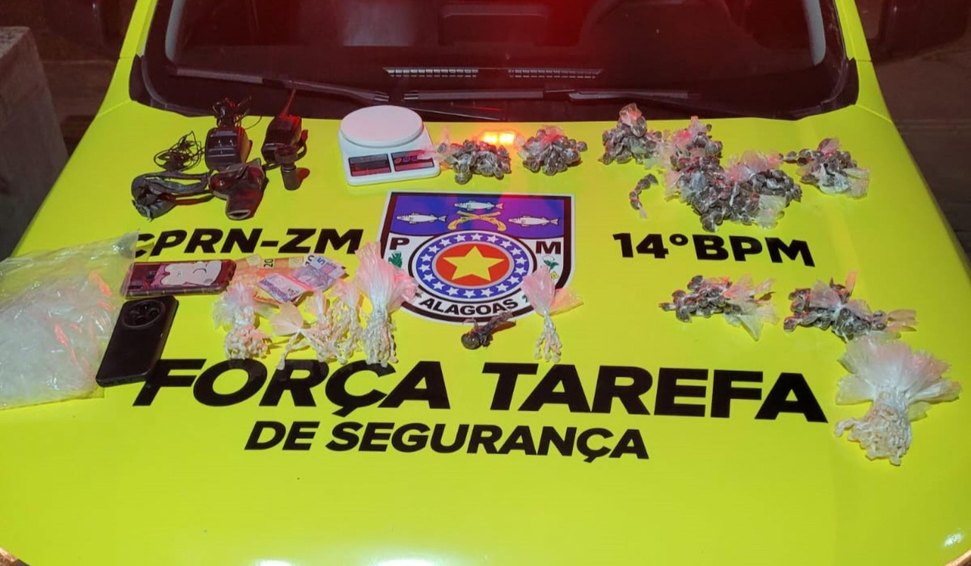 CPRN-ZM
P M
ALAGOAS
14ºBPM
FORÇA TAREFA
DE SEGURANÇA